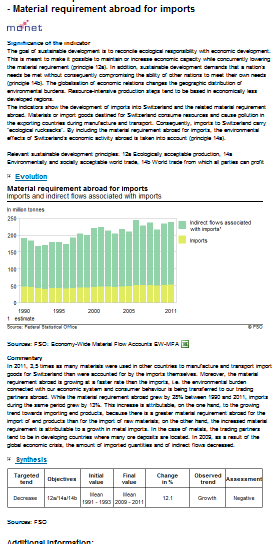 - Material requirement abroad for imports
monet
Significance of the indicator
The goal of sustainable development is to reconcile ecological responsibility with economic development.
This is meant to make it possible to maintain or increase economic capacity while concurrently lowering
the material requirement (principle 12a). In addition, sustainable development demands that a nation's
needs be met without consequently compromising the ability of other nations to meet their own needs
(principle 14b). The globalisation of economic relations changes the geographic distribution of
environmental burdens. Resource-intensive production steps tend to be based in economically less
developed regions.
The indicators show the development of imports into Switzerland and the related material requirement
abroad. Materials or import goods destined for Switzerland consume resources and cause pollution in
the exporting countries during manufacture and transport. Consequently, imports to Switzerland carry
"ecological rucksacks". By including the material requirement abroad for imports, the environmental
effects of Switzerland's economic activity abroad is taken into account (principle 14a).
Relevant sustainable development principles: 12a Ecologically acceptable production, 14a
Environmentally and socially acceptable world trade, 14b World trade from which all parties can profit
Evolution
Material requirement abroad for imports
Imports and indirect flows associated with imports
In million tonnes
250
200
150
100
50
0
1990
1995
2000
2005
2011
Indirect flows associated
with imports¹
Imports
1 estimate
Source: Federal Statistical Office
© FSO
Sources: FSO: Economy-Wide Material Flow Accounts EW-MFA
Commentary
In 2011, 3,5 times as many materials were used in other countries to manufacture and transport import
goods for Switzerland than were accounted for by the imports themselves. Moreover, the material
requirement abroad is growing at a faster rate than the imports, i.e. the environmental burden
connected with our economic system and consumer behaviour is being transferred to our trading
partners abroad. While the material requirement abroad grew by 25% between 1990 and 2011, imports
during the same period grew by 13%. This increase is attributable, on the one hand, to the growing
trend towards importing end products, because there is a greater material requirement abroad for the
import of end products than for the import of raw materials; on the other hand, the increased material
requirement is attributable to a growth in metal imports. In the case of metals, the trading partners
tend to be in developing countries where many ore deposits are located. In 2009, as a result of the
global economic crisis, the amount of imported quantities and of indirect flows decreased.
Synthesis
Targeted trend Objectives Initial value Final value Change in % Observed trend Assessment
Decrease 12a/14a/14b Mean 1991 - 1993 Mean 2009 - 2011 12.1 Growth Negative
Sources: FSO
Additional information: